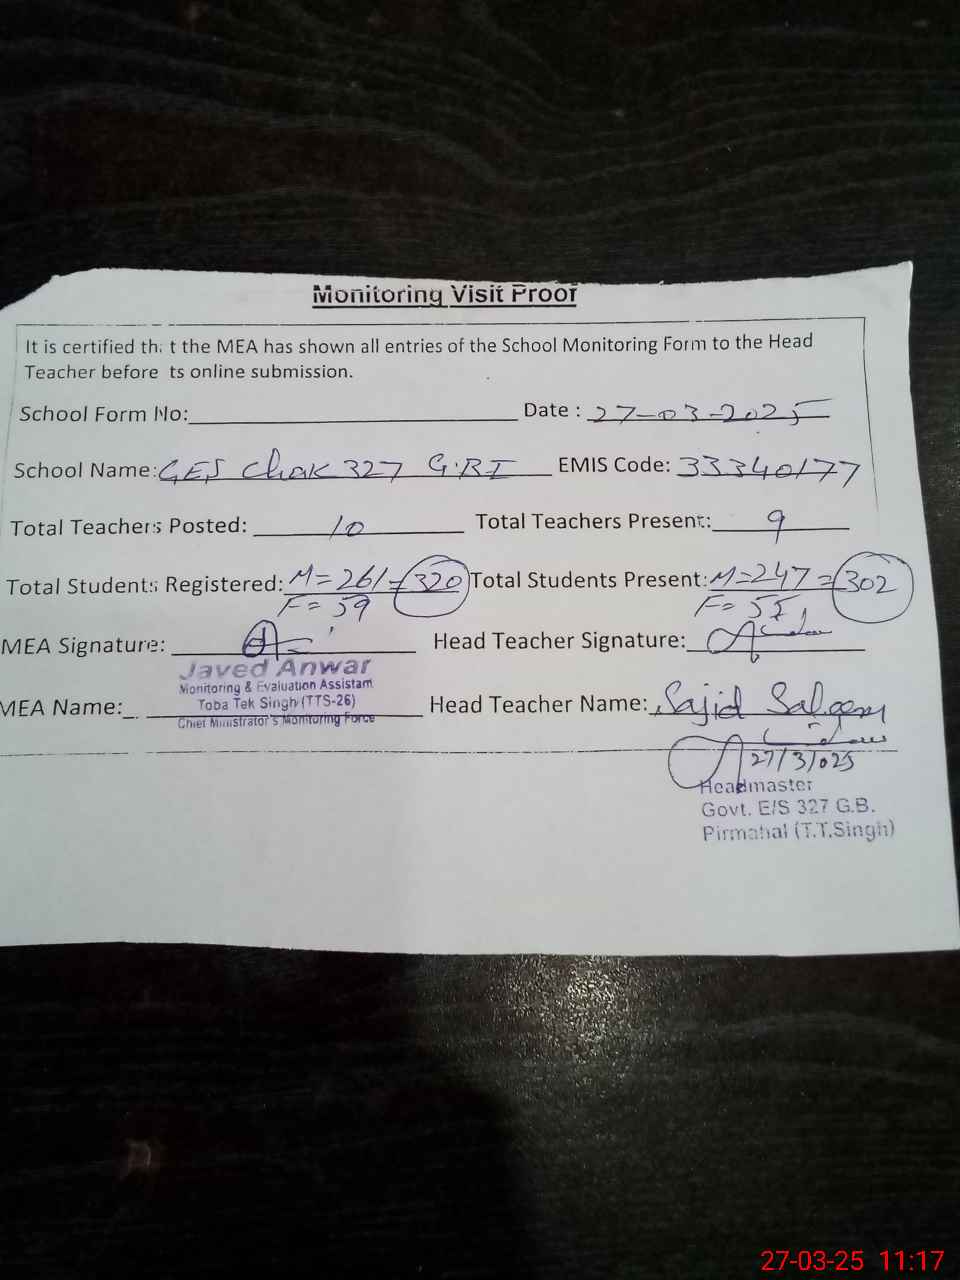 Monitoring Visit Proof
It is certified th t the MEA has shown all entries of the School Monitoring Form to the Head
Teacher before ts online submission.
School Form No: Date : 27-03-2025
School Name: GES Chak 327 G.B I EMIS Code: 33340177
Total Teachers Posted: 10 Total Teachers Present: 9
Total Students Registered: M=261 = 320 Total Students Present: M=247 = 302
F=59 F=55
MEA Signature: Head Teacher Signature:
Javed Anwar
Monitoring & Evaluation Assistant
Toba Tek Singh (TTS-26)
MEA Name: Head Teacher Name: Sajid Saleem
Chief Ministrator's Monitoring Force
27/3/025
Headmaster
Govt. E/S 327 G.B.
Pirmahal (T.T.Singh)
27-03-25 11:17